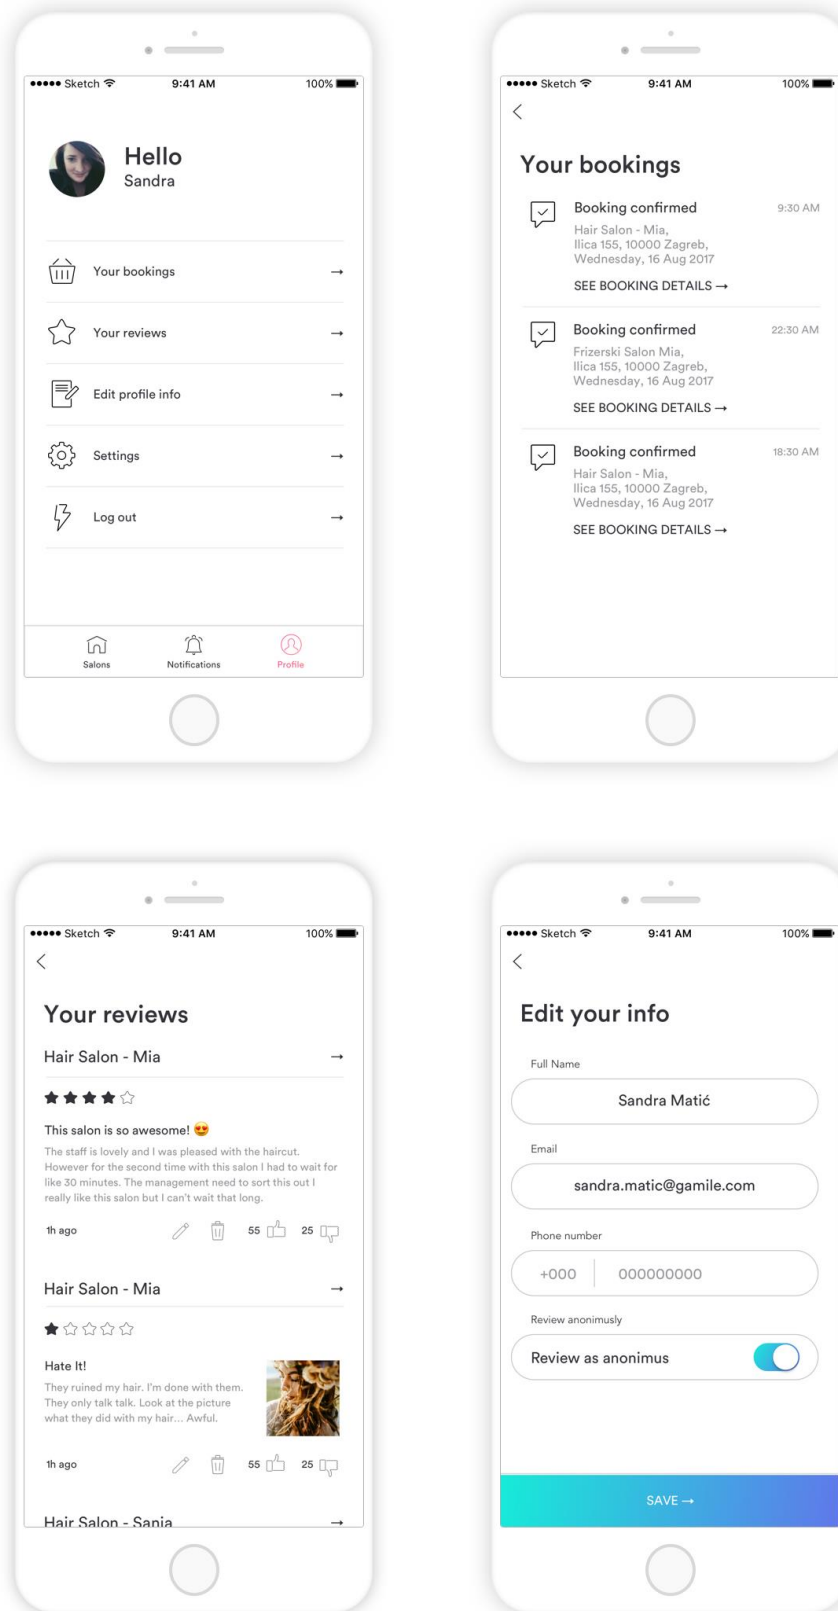 Sketch 9:41 AM 100%
Hello
Sandra
Your bookings →
Your reviews →
Edit profile info →
Settings →
Log out →
Salons Notifications Profile
Sketch 9:41 AM 100%
Your bookings
Booking confirmed 9:30 AM
Hair Salon - Mia,
Ilica 155, 10000 Zagreb,
Wednesday, 16 Aug 2017
SEE BOOKING DETAILS →
Booking confirmed 22:30 AM
Frizerski Salon Mia,
Ilica 155, 10000 Zagreb,
Wednesday, 16 Aug 2017
SEE BOOKING DETAILS →
Booking confirmed 18:30 AM
Hair Salon - Mia,
Ilica 155, 10000 Zagreb,
Wednesday, 16 Aug 2017
SEE BOOKING DETAILS →
Sketch 9:41 AM 100%
Your reviews
Hair Salon - Mia →
This salon is so awesome! 😍
The staff is lovely and I was pleased with the haircut.
However for the second time with this salon I had to wait for
like 30 minutes. The management need to sort this out I
really like this salon but I can't wait that long.
1h ago 55 25
Hair Salon - Mia →
Hate It!
They ruined my hair. I'm done with them.
They only talk talk. Look at the picture
what they did with my hair... Awful.
1h ago 55 25
Hair Salon - Sanja →
Sketch 9:41 AM 100%
Edit your info
Full Name
Sandra Matić
Email
sandra.matic@gamile.com
Phone number
+000 000000000
Review anonimusly
Review as anonimus
SAVE →